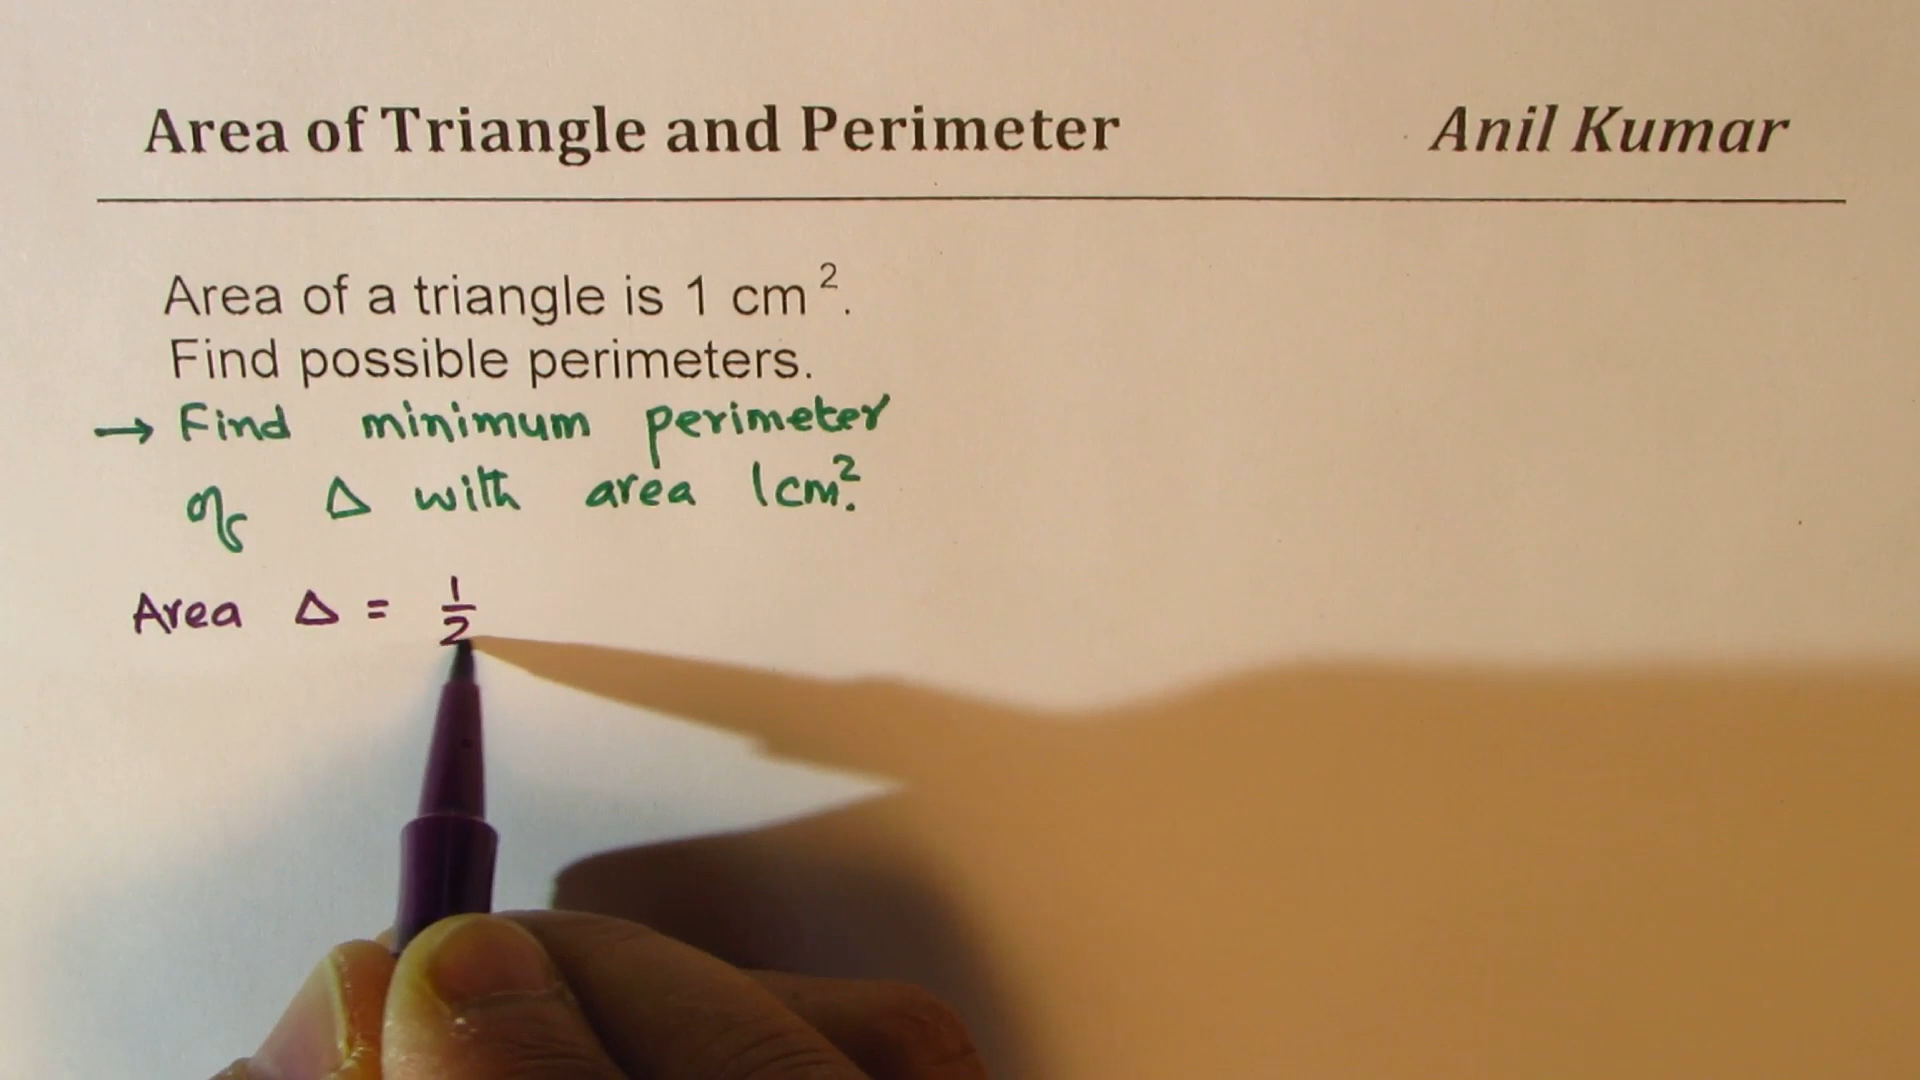 Area of Triangle and Perimeter Anil Kumar
Area of a triangle is 1 cm².
Find possible perimeters.
→ Find minimum perimeter
of Δ with area 1cm².
Area Δ = 1/2